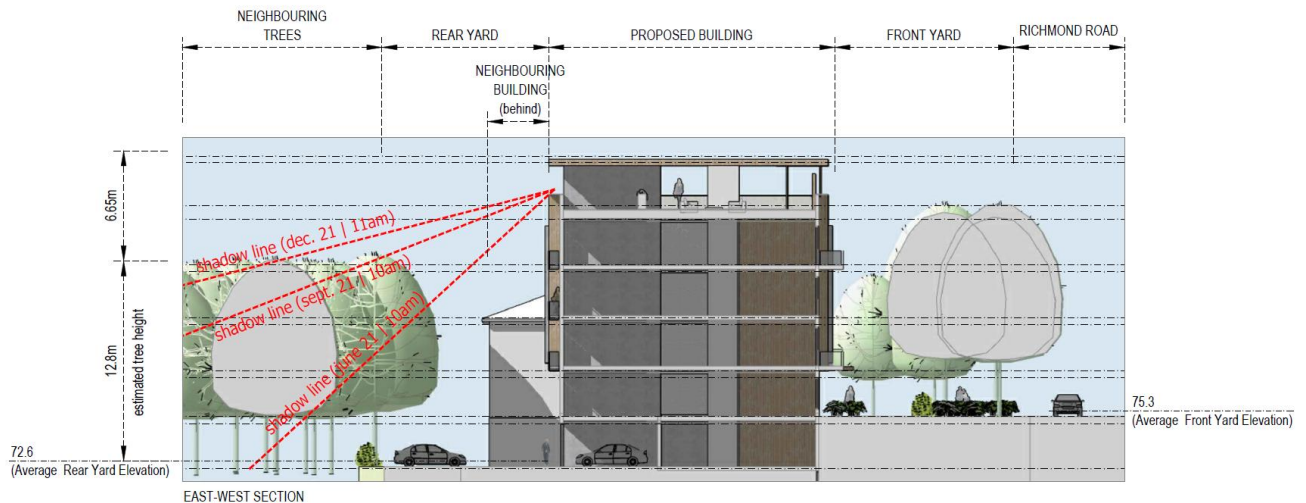 NEIGHBOURING
TREES
REAR YARD
PROPOSED BUILDING
FRONT YARD
RICHMOND ROAD
NEIGHBOURING
BUILDING
(behind)
6.65m
shadow line (dec. 21 | 11am)
shadow line (sept. 21 | 10am)
shadow line (june 21 | 10am)
12.8m
estimated tree height
75.3
(Average Front Yard Elevation)
72.6
(Average Rear Yard Elevation)
EAST-WEST SECTION